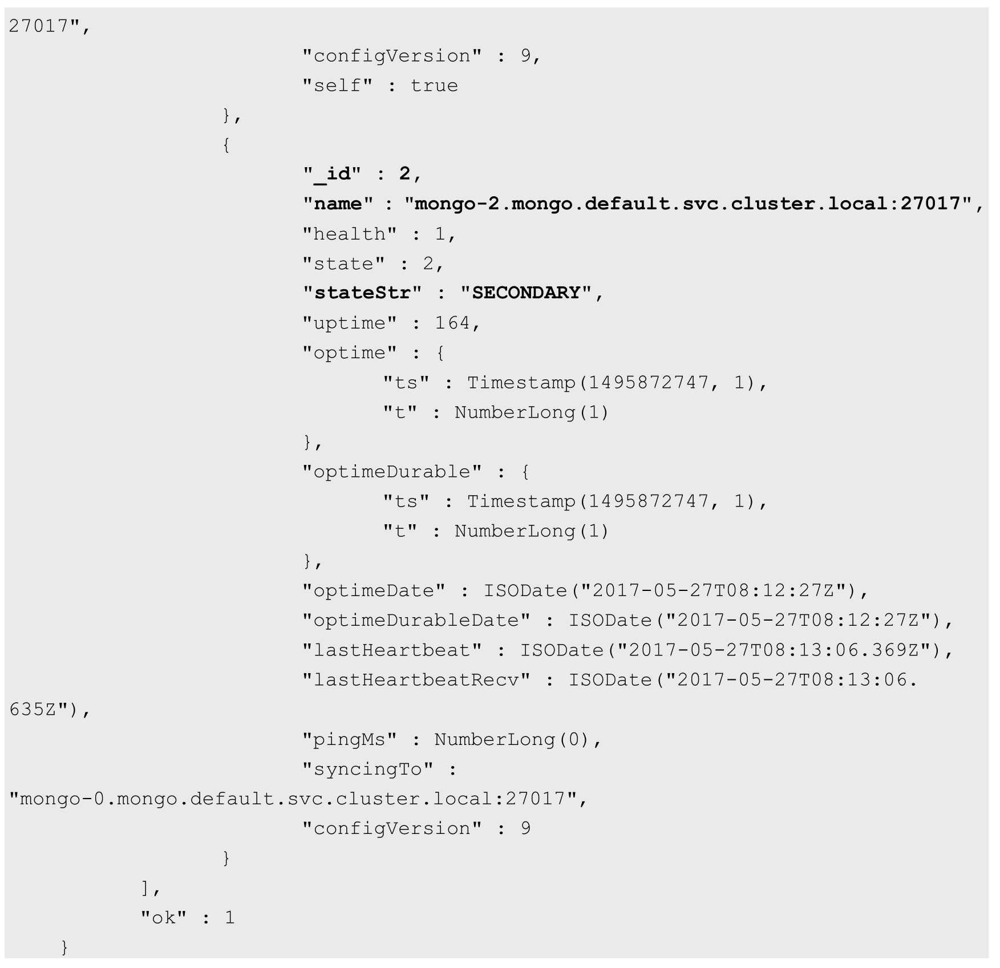 27017",
"configVersion" : 9,
"self" : true
},
{
"_id" : 2,
"name" : "mongo-2.mongo.default.svc.cluster.local:27017",
"health" : 1,
"state" : 2,
"stateStr" : "SECONDARY",
"uptime" : 164,
"optime" : {
"ts" : Timestamp(1495872747, 1),
"t" : NumberLong(1)
},
"optimeDurable" : {
"ts" : Timestamp(1495872747, 1),
"t" : NumberLong(1)
},
"optimeDate" : ISODate("2017-05-27T08:12:27Z"),
"optimeDurableDate" : ISODate("2017-05-27T08:12:27Z"),
"lastHeartbeat" : ISODate("2017-05-27T08:13:06.369Z"),
"lastHeartbeatRecv" : ISODate("2017-05-27T08:13:06.
635Z"),
"pingMs" : NumberLong(0),
"syncingTo" :
"mongo-0.mongo.default.svc.cluster.local:27017",
"configVersion" : 9
}
],
"ok" : 1
}